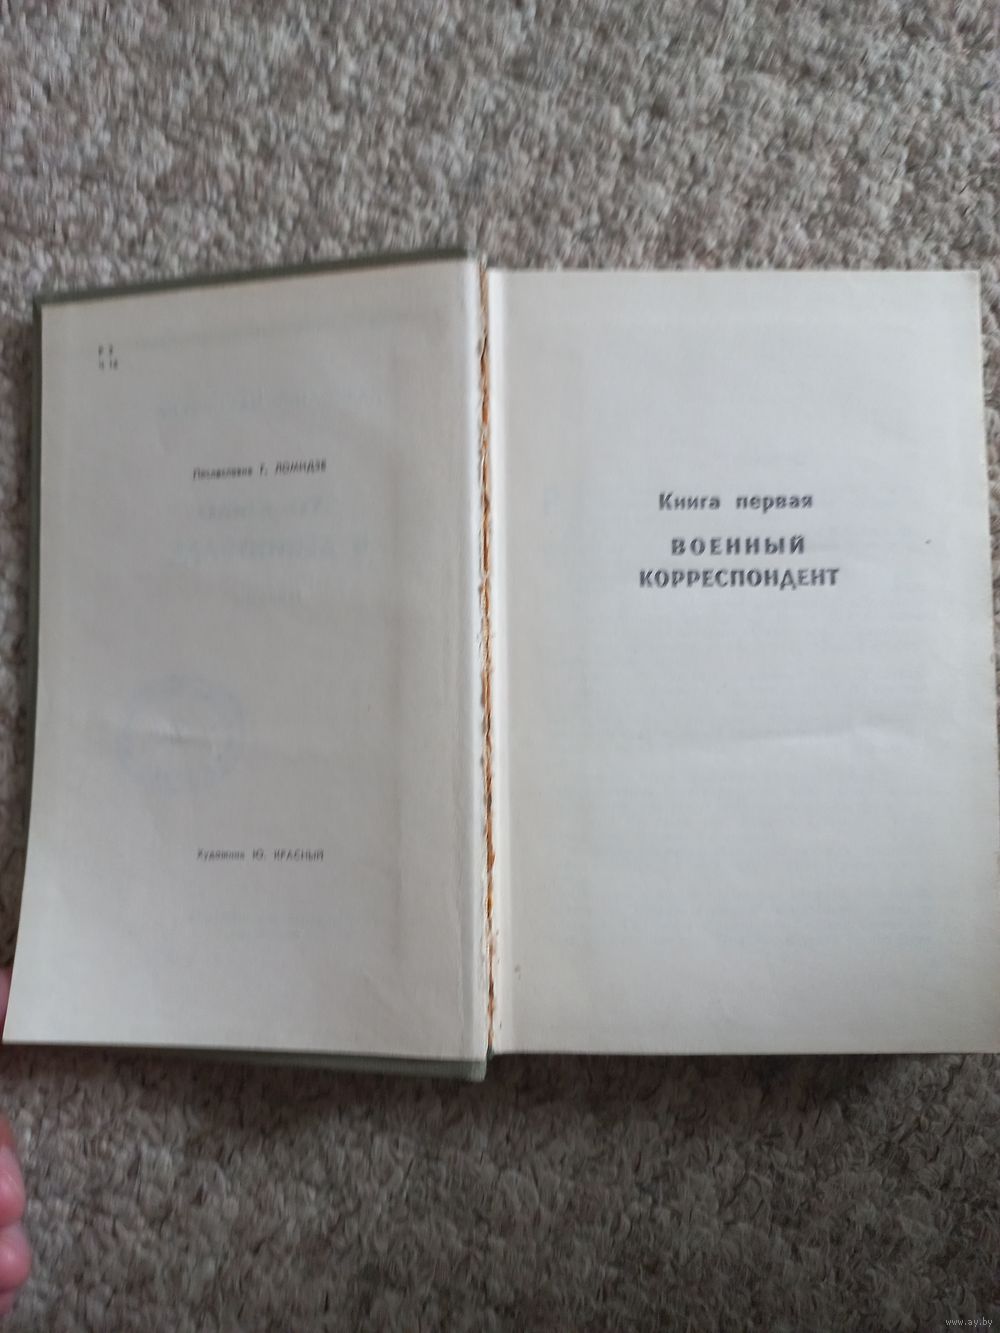 Послесловие Г. ЛОМИДЗЕ
Художник Ю. КРАСНЫЙ
Книга первая
ВОЕННЫЙ
КОРРЕСПОНДЕНТ
www.ay.by